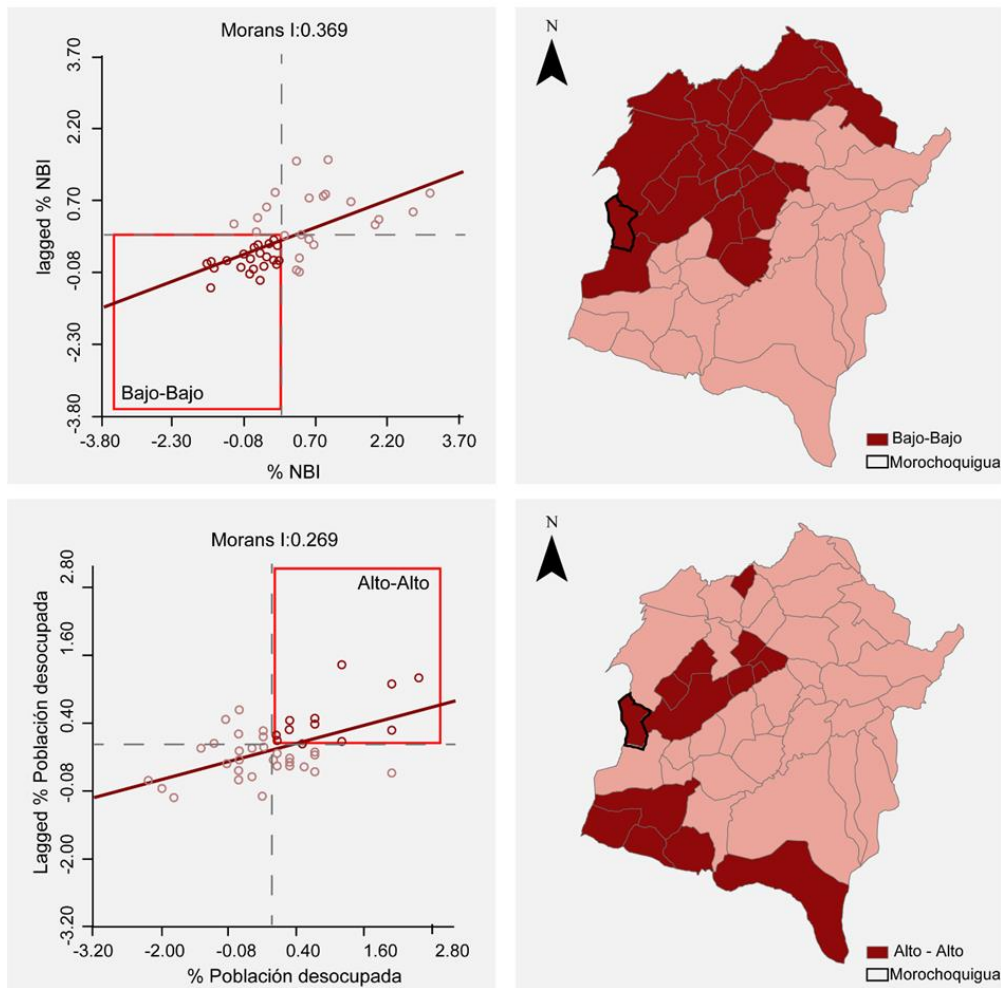 Morans I:0.369
3.70
2.20
0.70
-0.08
-2.30
-3.80
lagged % NBI
Bajo-Bajo
-3.80 -2.30 -0.08 0.70 2.20 3.70
% NBI
N
Bajo-Bajo
Morochoquigua
Morans I:0.269
2.80
1.60
0.40
-0.08
-2.00
-3.20
Lagged % Población desocupada
Alto-Alto
-3.20 -2.00 -0.08 0.40 1.60 2.80
% Población desocupada
N
Alto - Alto
Morochoquigua